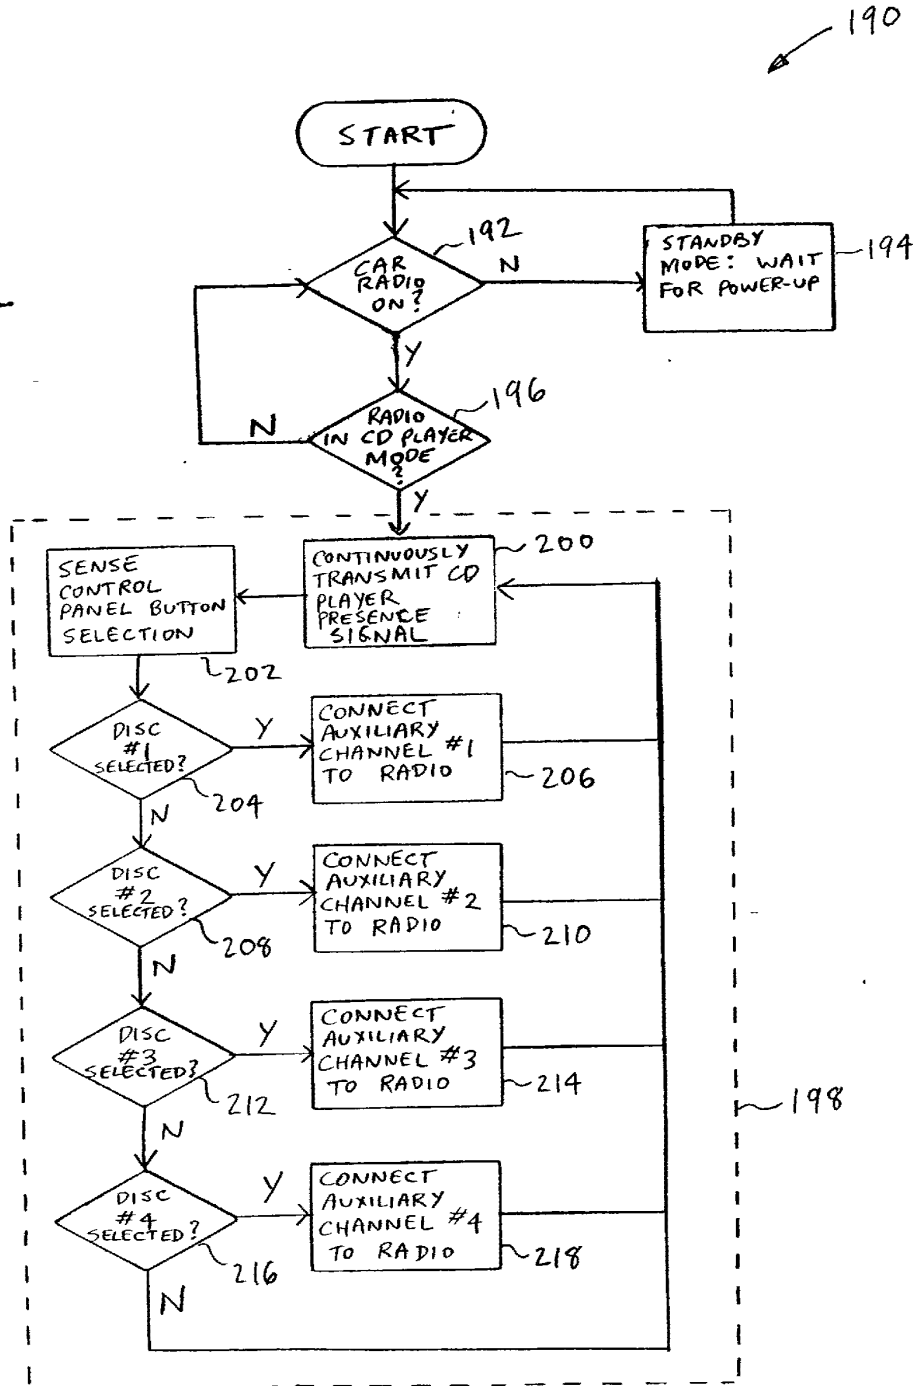 190
START
192
CAR
RADIO
ON?
N
STANDBY
MODE: WAIT
FOR POWER-UP
194
Y
196
RADIO
IN CD PLAYER
MODE
?
N
Y
CONTINUOUSLY
TRANSMIT CD
PLAYER
PRESENCE
SIGNAL
200
SENSE
CONTROL
PANEL BUTTON
SELECTION
202
DISC
#1
SELECTED?
204
Y
CONNECT
AUXILIARY
CHANNEL #1
TO RADIO
206
N
DISC
#2
SELECTED?
208
Y
CONNECT
AUXILIARY
CHANNEL #2
TO RADIO
210
N
DISC
#3
SELECTED?
212
Y
CONNECT
AUXILIARY
CHANNEL #3
TO RADIO
214
198
N
DISC
#4
SELECTED?
216
Y
CONNECT
AUXILIARY
CHANNEL #4
TO RADIO
218
N